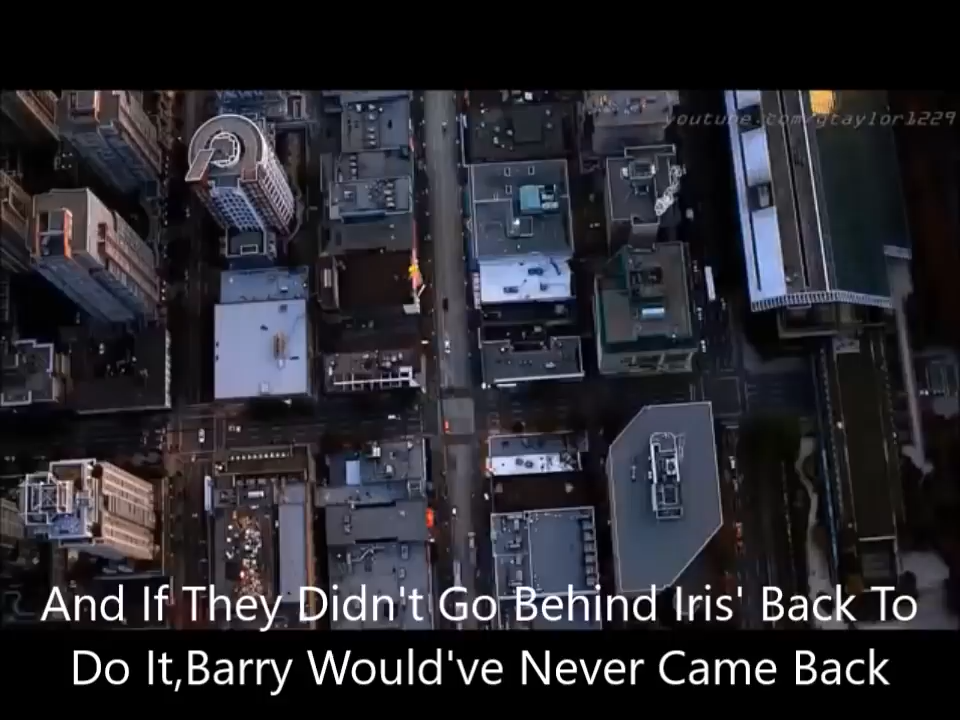 youtube.com/gtaylor1229
And If They Didn't Go Behind Iris' Back To
Do It,Barry Would've Never Came Back